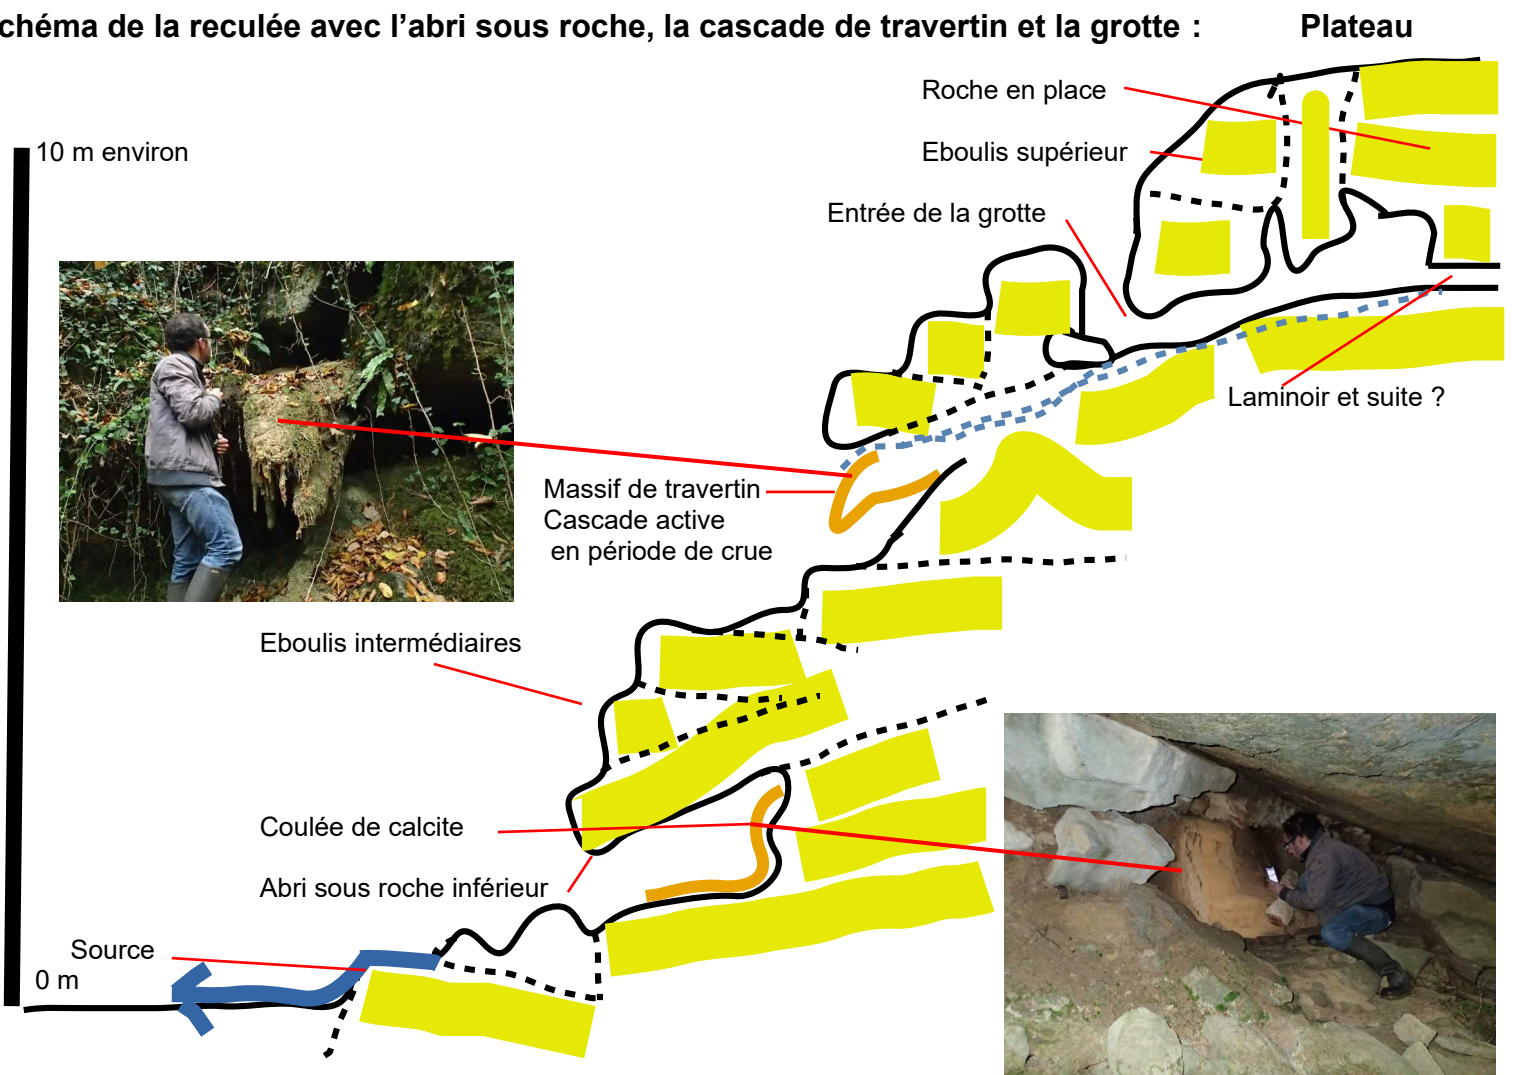 chéma de la reculée avec l'abri sous roche, la cascade de travertin et la grotte :
Plateau
Roche en place
10 m environ
Eboulis supérieur
Entrée de la grotte
Laminoir et suite ?
Massif de travertin
Cascade active
en période de crue
Eboulis intermédiaires
Coulée de calcite
Abri sous roche inférieur
Source
0 m